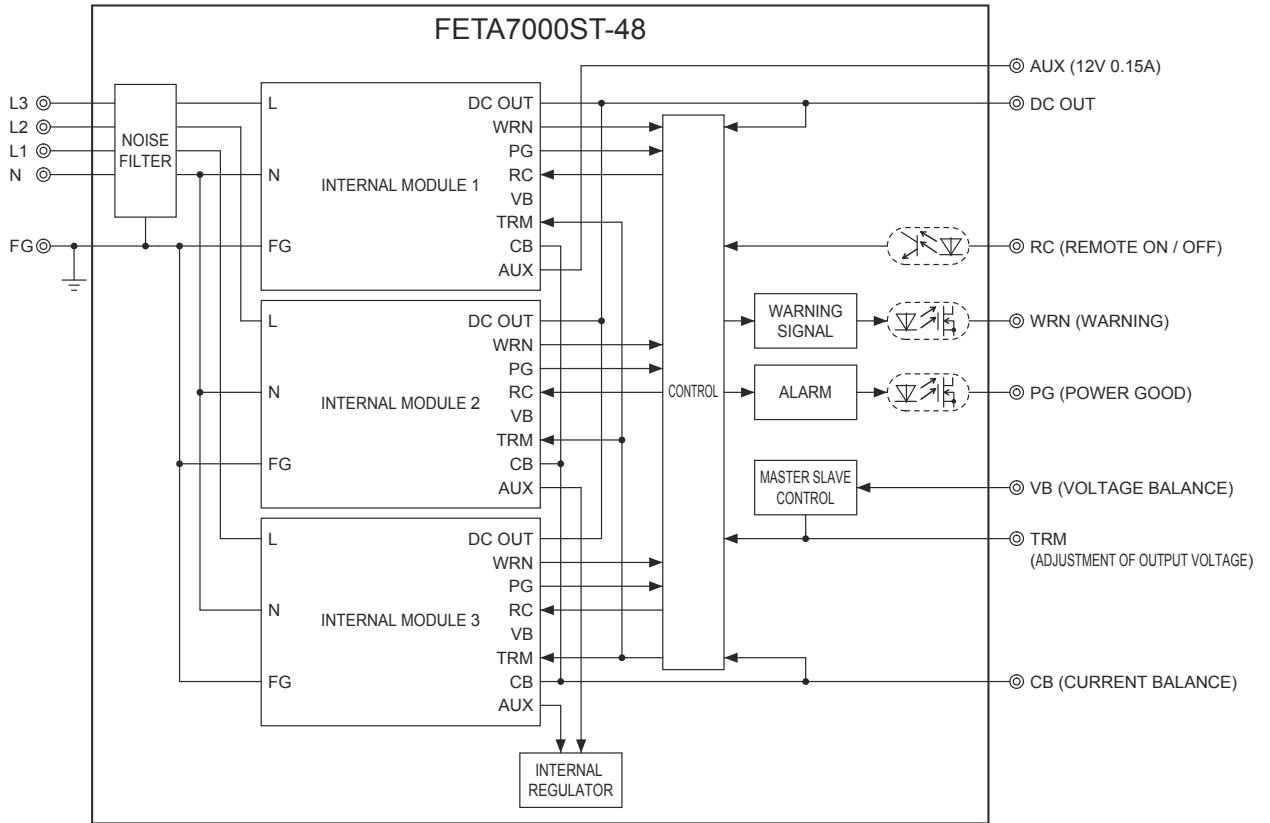 FETA7000ST-48
L3
L2
L1
N
FG
NOISE
FILTER
L
N
FG
INTERNAL MODULE 1
DC OUT
WRN
PG
RC
VB
TRM
CB
AUX
L
N
FG
INTERNAL MODULE 2
DC OUT
WRN
PG
RC
VB
TRM
CB
AUX
L
N
FG
INTERNAL MODULE 3
DC OUT
WRN
PG
RC
VB
TRM
CB
AUX
INTERNAL
REGULATOR
CONTROL
WARNING
SIGNAL
ALARM
MASTER SLAVE
CONTROL
AUX (12V 0.15A)
DC OUT
RC (REMOTE ON / OFF)
WRN (WARNING)
PG (POWER GOOD)
VB (VOLTAGE BALANCE)
TRM
(ADJUSTMENT OF OUTPUT VOLTAGE)
CB (CURRENT BALANCE)